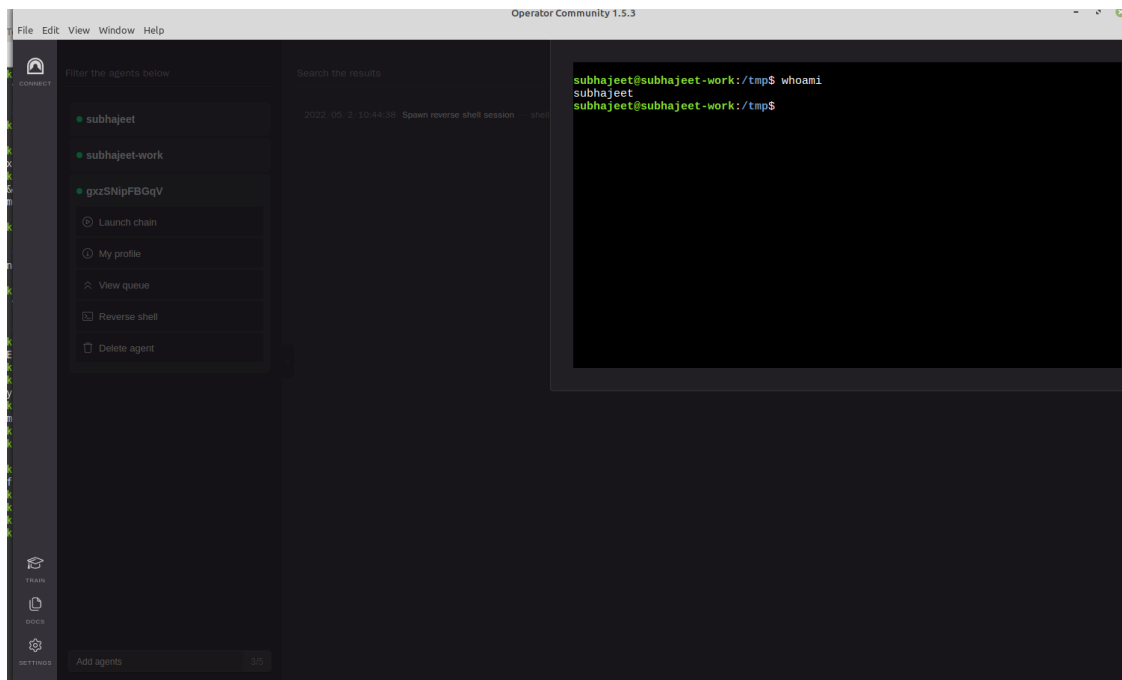 Operator Community 1.5.3
File Edit View Window Help
CONNECT
Filter the agents below
Search the results
subhajeet@subhajeet-work:/tmp$ whoami
subhajeet
subhajeet@subhajeet-work:/tmp$
subhajeet
2022/05/2 10:44:36 Spawn reverse shell session
shell
subhajeet-work
gxzSNipFBGqV
Launch chain
My profile
View queue
Reverse shell
Delete agent
TRAIN
DOCS
SETTINGS
Add agents
3/5